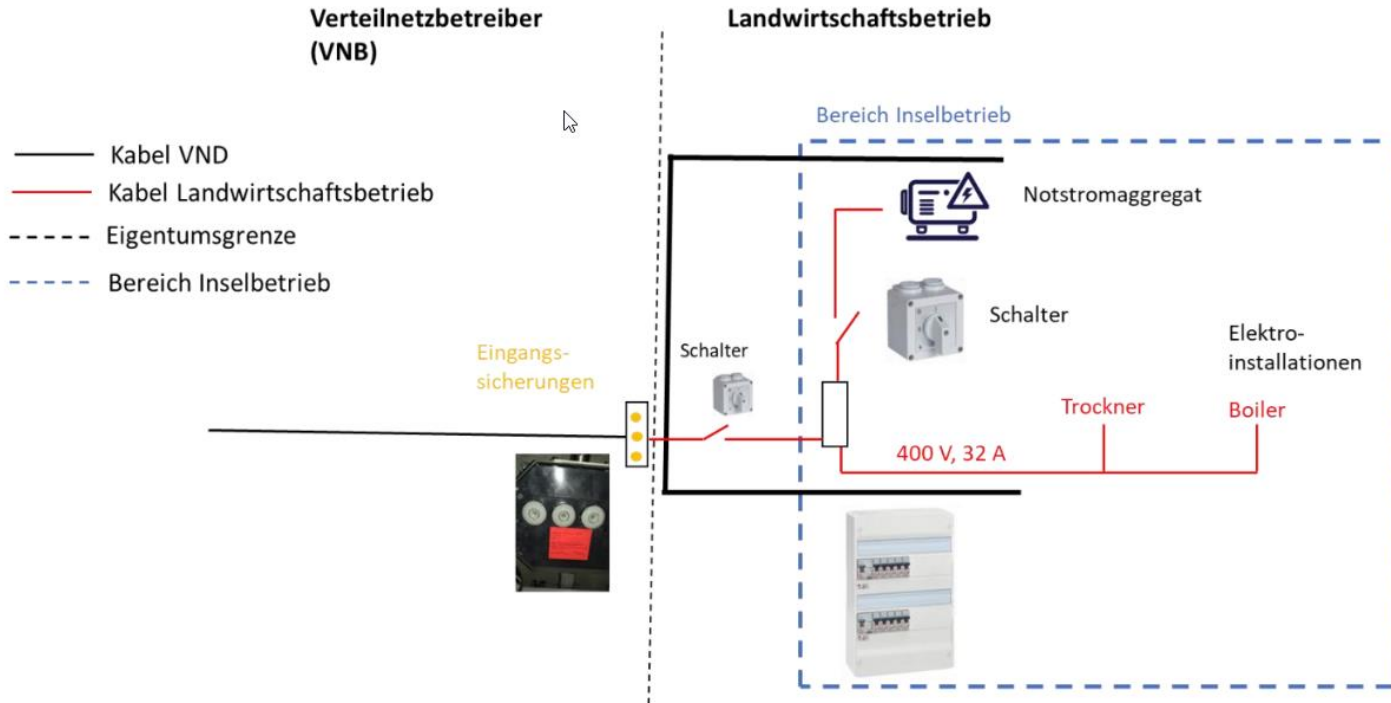 Verteilnetzbetreiber
(VNB)
Landwirtschaftsbetrieb
Bereich Inselbetrieb
Kabel VND
Kabel Landwirtschaftsbetrieb
Eigentumsgrenze
Bereich Inselbetrieb
Notstromaggregat
Schalter
Elektro-
installationen
Eingangs-
sicherungen
Schalter
Trockner
Boiler
400 V, 32 A